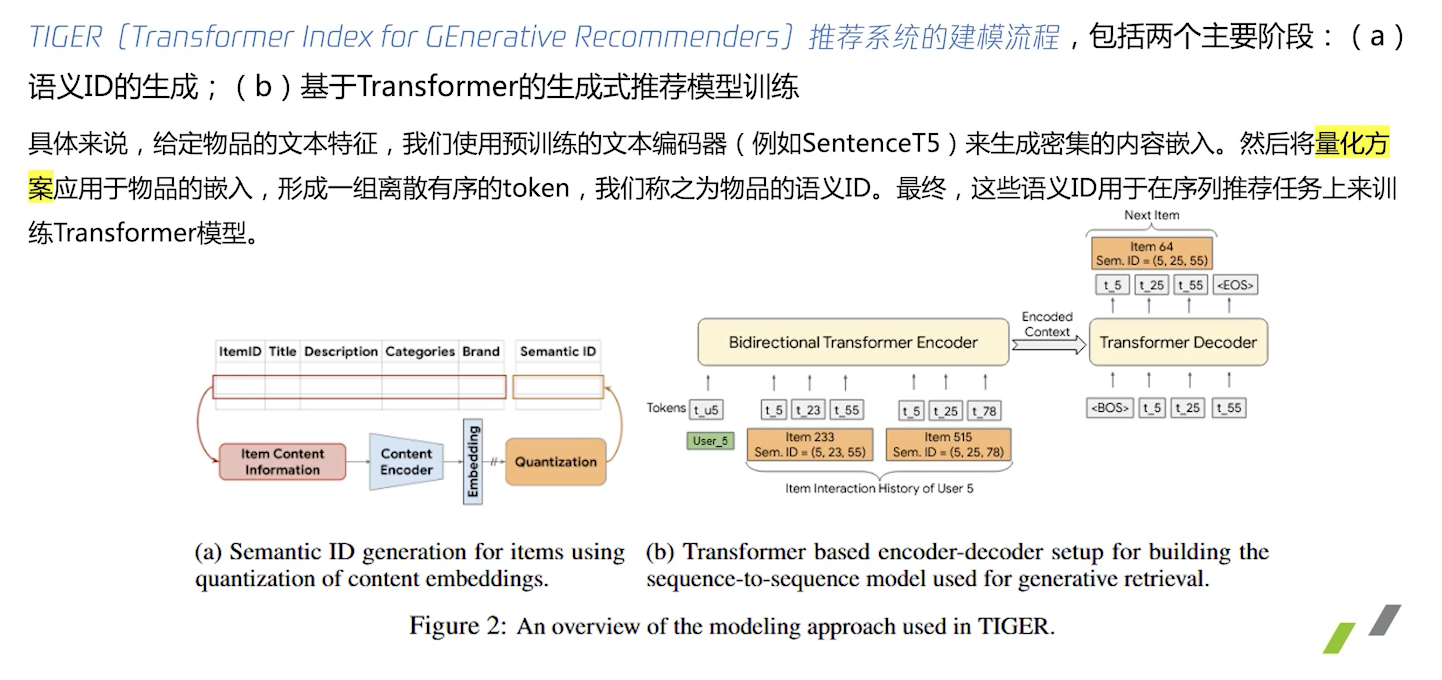 TIGER（Transformer Index for GEnerative Recommenders）推荐系统的建模流程，包括两个主要阶段：（a）
语义ID的生成；（b）基于Transformer的生成式推荐模型训练
具体来说，给定物品的文本特征，我们使用预训练的文本编码器（例如SentenceT5）来生成密集的内容嵌入。然后将量化方
案应用于物品的嵌入，形成一组离散有序的token，我们称之为物品的语义ID。最终，这些语义ID用于在序列推荐任务上来训
练Transformer模型。
ItemID Title Description Categories Brand Semantic ID
Item Content
Information
Content
Encoder
Embedding
Quantization
(a) Semantic ID generation for items using
quantization of content embeddings.
Next Item
Item 64
Sem. ID = (5, 25, 55)
t_5 t_25 t_55 <EOS>
Bidirectional Transformer Encoder
Encoded
Context
Transformer Decoder
Tokens t_u5 t_5 t_23 t_55 t_5 t_25 t_78
<BOS> t_5 t_25 t_55
User_5
Item 233
Sem. ID = (5, 23, 55)
Item 515
Sem. ID = (5, 25, 78)
Item Interaction History of User 5
(b) Transformer based encoder-decoder setup for building the
sequence-to-sequence model used for generative retrieval.
Figure 2: An overview of the modeling approach used in TIGER.